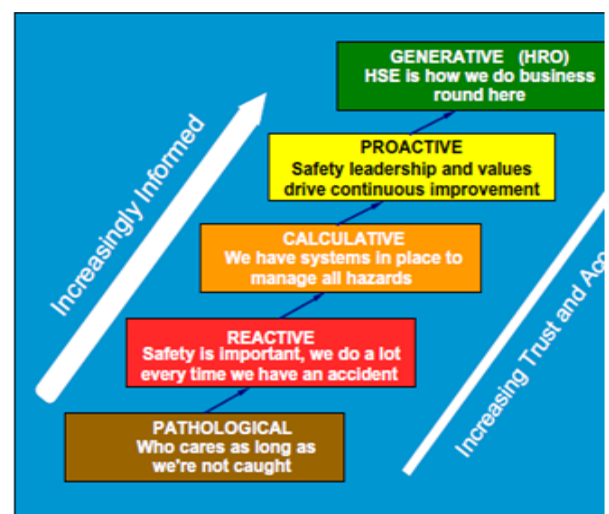 GENERATIVE (HRO)
HSE is how we do business
round here
PROACTIVE
Safety leadership and values
drive continuous improvement
CALCULATIVE
We have systems in place to
manage all hazards
REACTIVE
Safety is important, we do a lot
every time we have an accident
PATHOLOGICAL
Who cares as long as
we're not caught
Increasingly Informed
Increasing Trust and